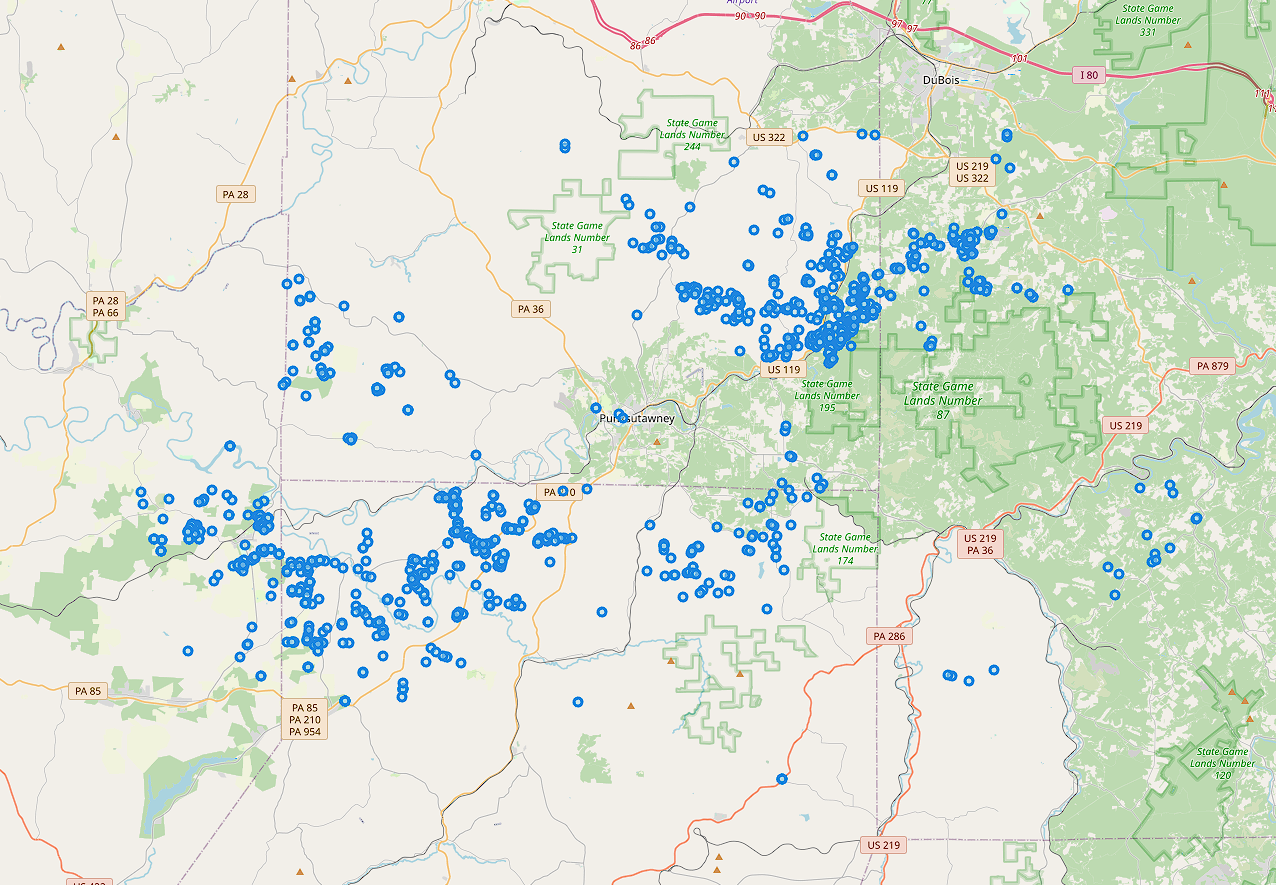 Airport
90
90
State Game
Lands Number
331
86
86
97
97
101
DuBois
I 80
111
State Game
Lands Number
244
US 322
US 219
US 322
US 119
PA 28
State Game
Lands Number
31
PA 28
PA 66
PA 36
US 119
State Game
Lands Number
195
State Game
Lands Number
87
PA 879
US 219
State Game
Lands Number
174
US 219
PA 36
PA 286
PA 85
PA 85
PA 210
PA 954
State Game
Lands Number
120
US 219